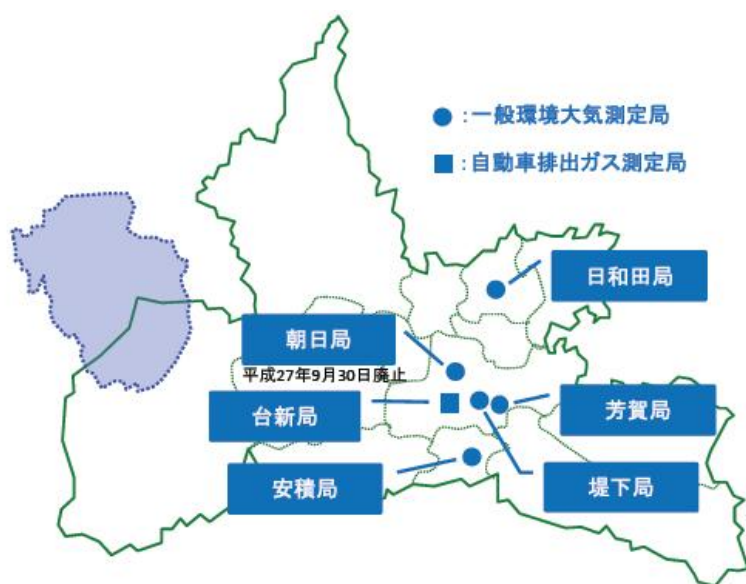 ：一般環境大気測定局
：自動車排出ガス測定局
日和田局
朝日局
平成27年9月30日廃止
台新局
芳賀局
安積局
堤下局